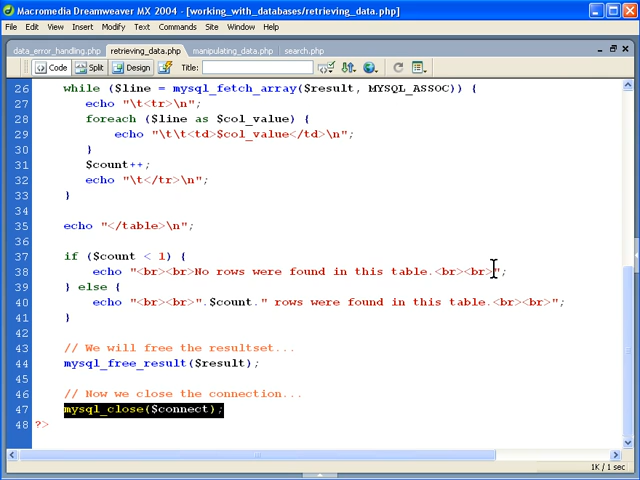 Macromedia Dreamweaver MX 2004 - [working_with_databases/retrieving_data.php]
File Edit View Insert Modify Text Commands Site Window Help
data_error_handling.php retrieving_data.php manipulating_data.php search.php
Code Split Design Title:
26 while ($line = mysql_fetch_array($result, MYSQL_ASSOC)) {
27 echo "\t<tr>\n";
28 foreach ($line as $col_value) {
29 echo "\t\t<td>$col_value</td>\n";
30 }
31 $count++;
32 echo "\t</tr>\n";
33 }
34
35 echo "</table>\n";
36
37 if ($count < 1) {
38 echo "<br><br>No rows were found in this table.<br><br>";
39 } else {
40 echo "<br><br>".$count." rows were found in this table.<br><br>";
41 }
42
43 // We will free the resultset...
44 mysql_free_result($result);
45
46 // Now we close the connection...
47 mysql_close($connect);
48 ?>
1K / 1 sec